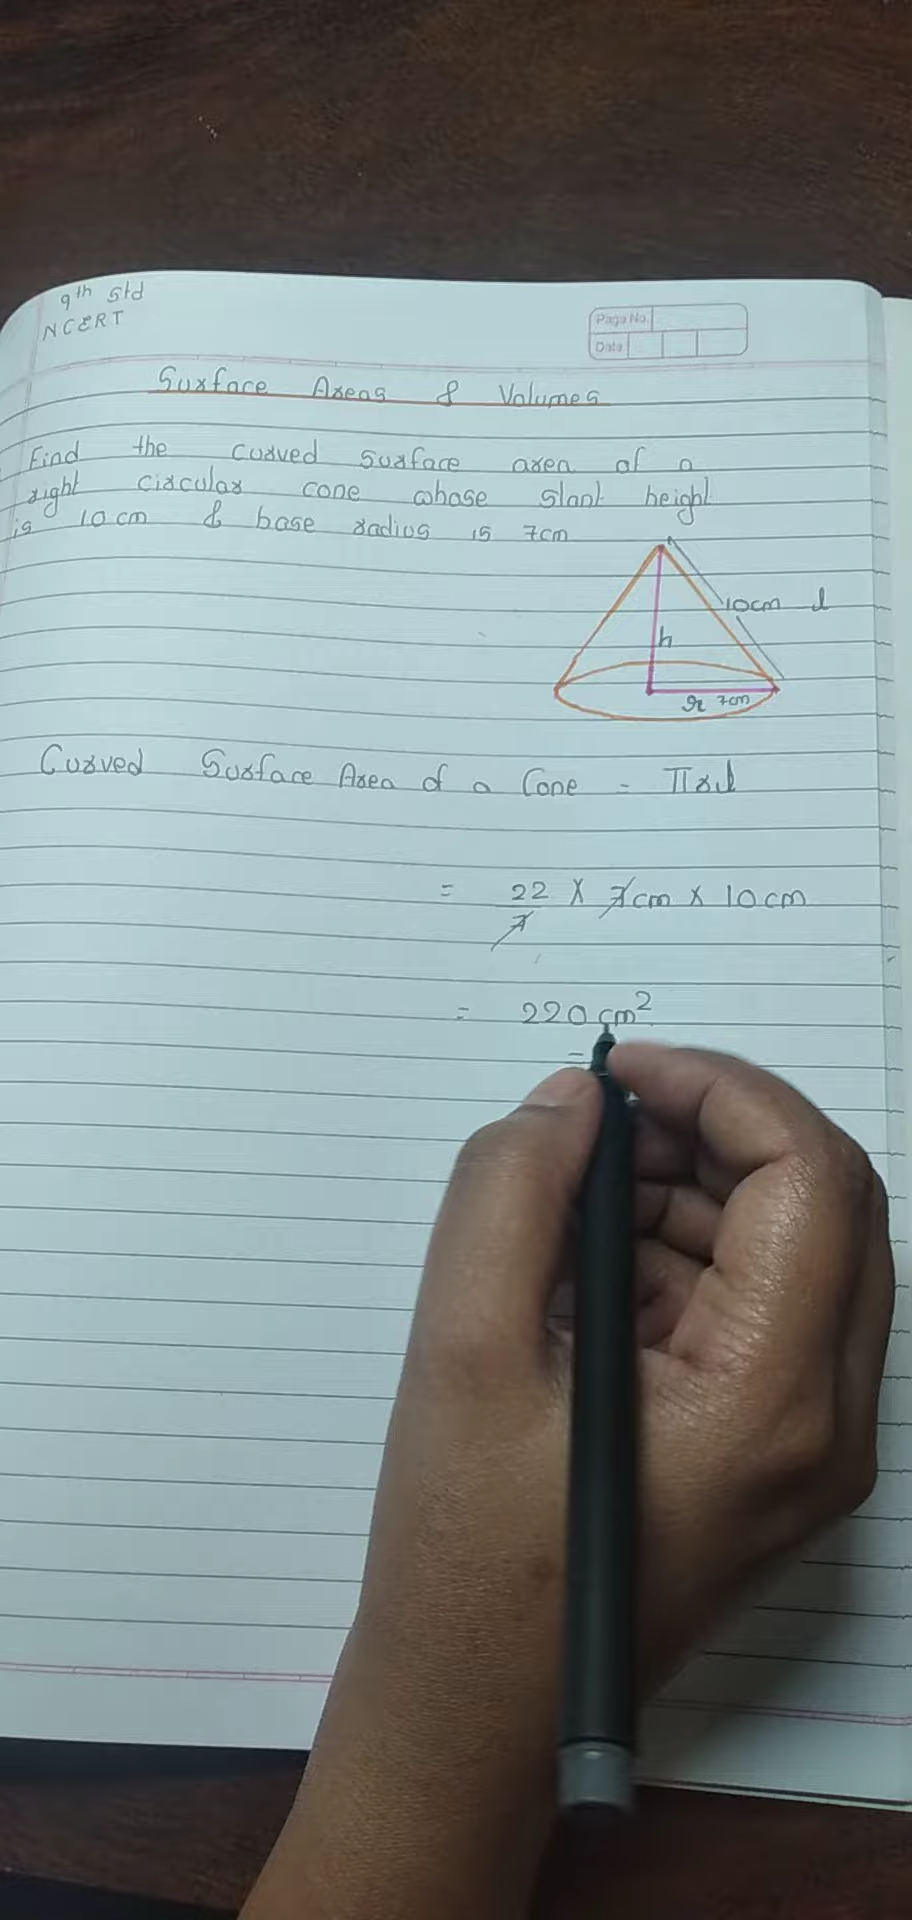 9th Std
NCERT
Page No.
Date
Surface Areas & Volumes
Find the curved surface area of a
right circular cone whose slant height
is 10 cm & base radius is 7cm
10cm l
h
r 7cm
Curved Surface Area of a Cone = πrl
= 22/7 × 7cm × 10cm
= 220 cm²
=